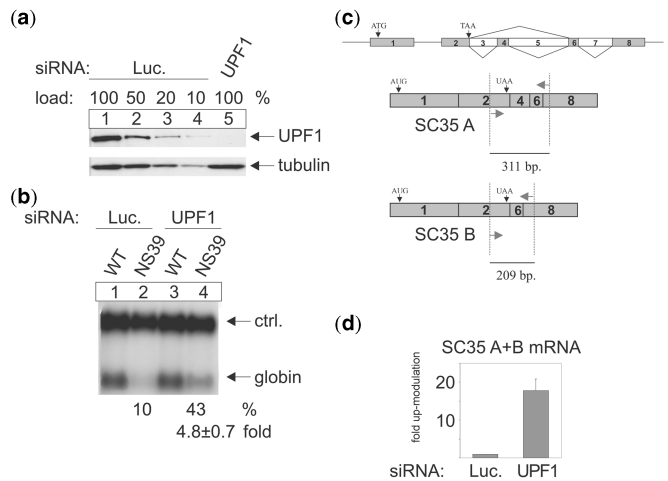 (a)
siRNA: Luc. UPF1
load: 100 50 20 10 100 %
1 2 3 4 5
UPF1
tubulin
(b)
siRNA: Luc. UPF1
WT NS39 WT NS39
1 2 3 4
ctrl.
globin
10 43 %
4.8±0.7 fold
(c)
ATG TAA
1 2 3 4 5 6 7 8
AUG UAA
1 2 4 6 8
SC35 A
311 bp.
AUG UAA
1 2 6 8
SC35 B
209 bp.
(d)
SC35 A+B mRNA
fold up-modulation
20
10
siRNA: Luc. UPF1